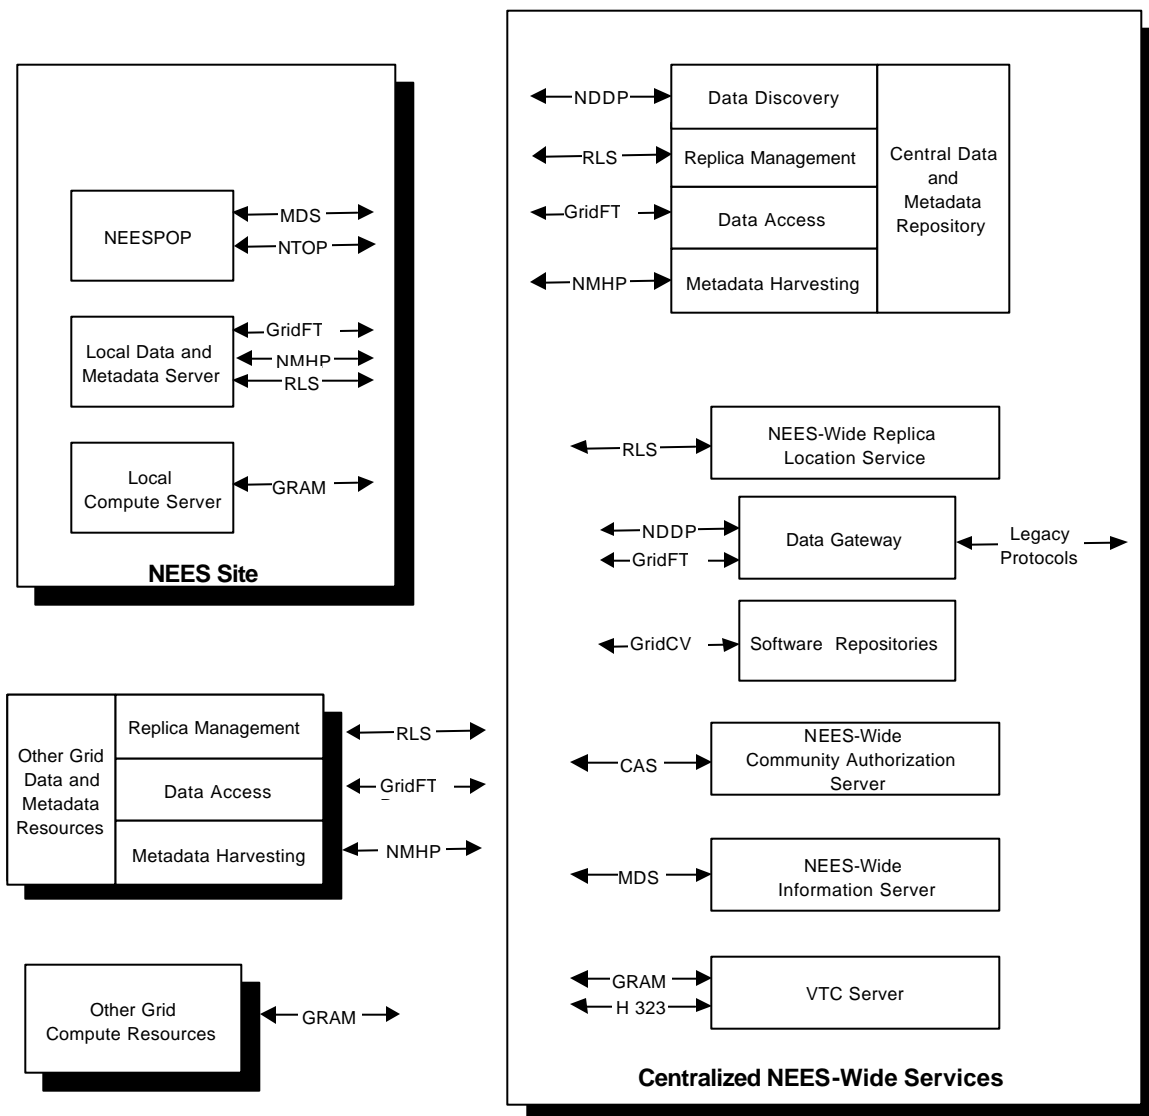 NEESPOP
MDS
NTOP
Local Data and
Metadata Server
GridFT
NMHP
RLS
Local
Compute Server
GRAM
NEES Site
Other Grid
Data and
Metadata
Resources
Replica Management
Data Access
Metadata Harvesting
RLS
GridFT
NMHP
Other Grid
Compute Resources
GRAM
NDDP
Data Discovery
RLS
Replica Management
GridFT
Data Access
NMHP
Metadata Harvesting
Central Data
and
Metadata
Repository
RLS
NEES-Wide Replica
Location Service
NDDP
GridFT
Data Gateway
Legacy
Protocols
GridCV
Software Repositories
CAS
NEES-Wide
Community Authorization
Server
MDS
NEES-Wide
Information Server
GRAM
H 323
VTC Server
Centralized NEES-Wide Services